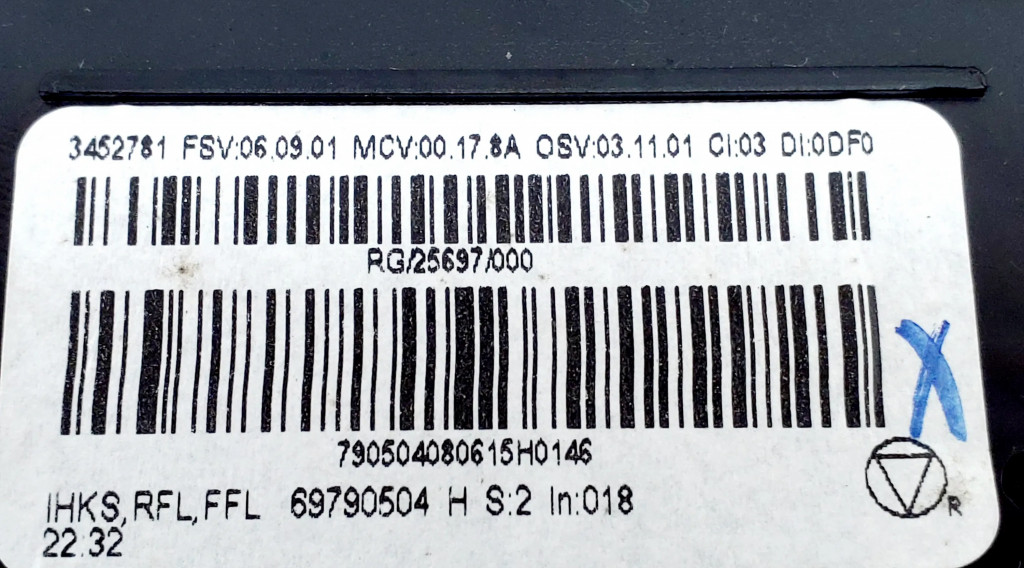 3452781 FSV:06.09.01 MCV:00.17.8A OSV:03.11.01 CI:03 DI:0DF0
RG/25697/000
790504080615H0146
IHKS,RFL,FFL 69790504 H S:2 In:018
R
22:32